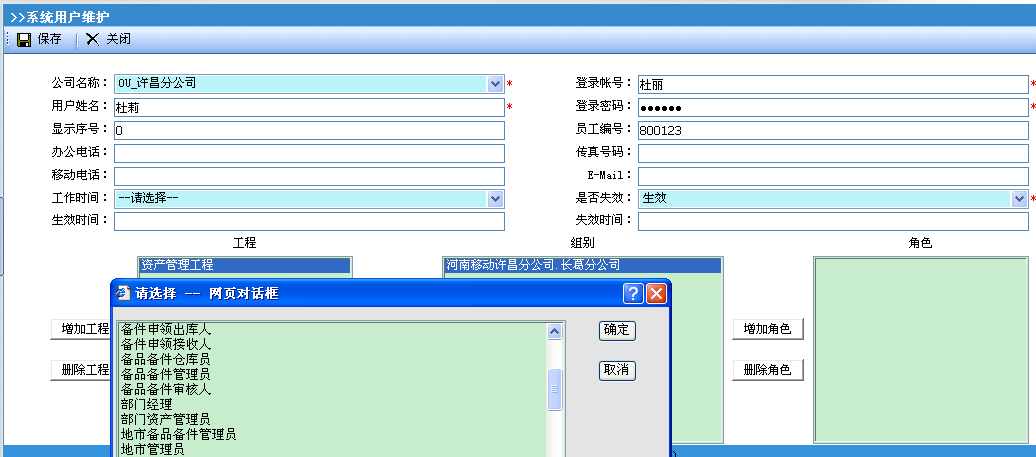 >>系统用户维护
保存 关闭
公司名称： OU_许昌分公司 * 登录帐号： 杜丽 *
用户姓名： 杜莉 * 登录密码： ●●●●●● *
显示序号： 0 员工编号： 800123
办公电话： 传真号码：
移动电话： E-Mail：
工作时间： --请选择-- 是否失效： 生效 *
生效时间： 失效时间：
工程 组别 角色
资产管理工程 河南移动许昌分公司.长葛分公司
请选择 -- 网页对话框
增加工程 备件申领出库人 确定 增加角色
备件申领接收人
备品备件仓库员
删除工程 备品备件管理员 取消 删除角色
备品备件审核人
部门经理
部门资产管理员
地市备品备件管理员
地市管理员